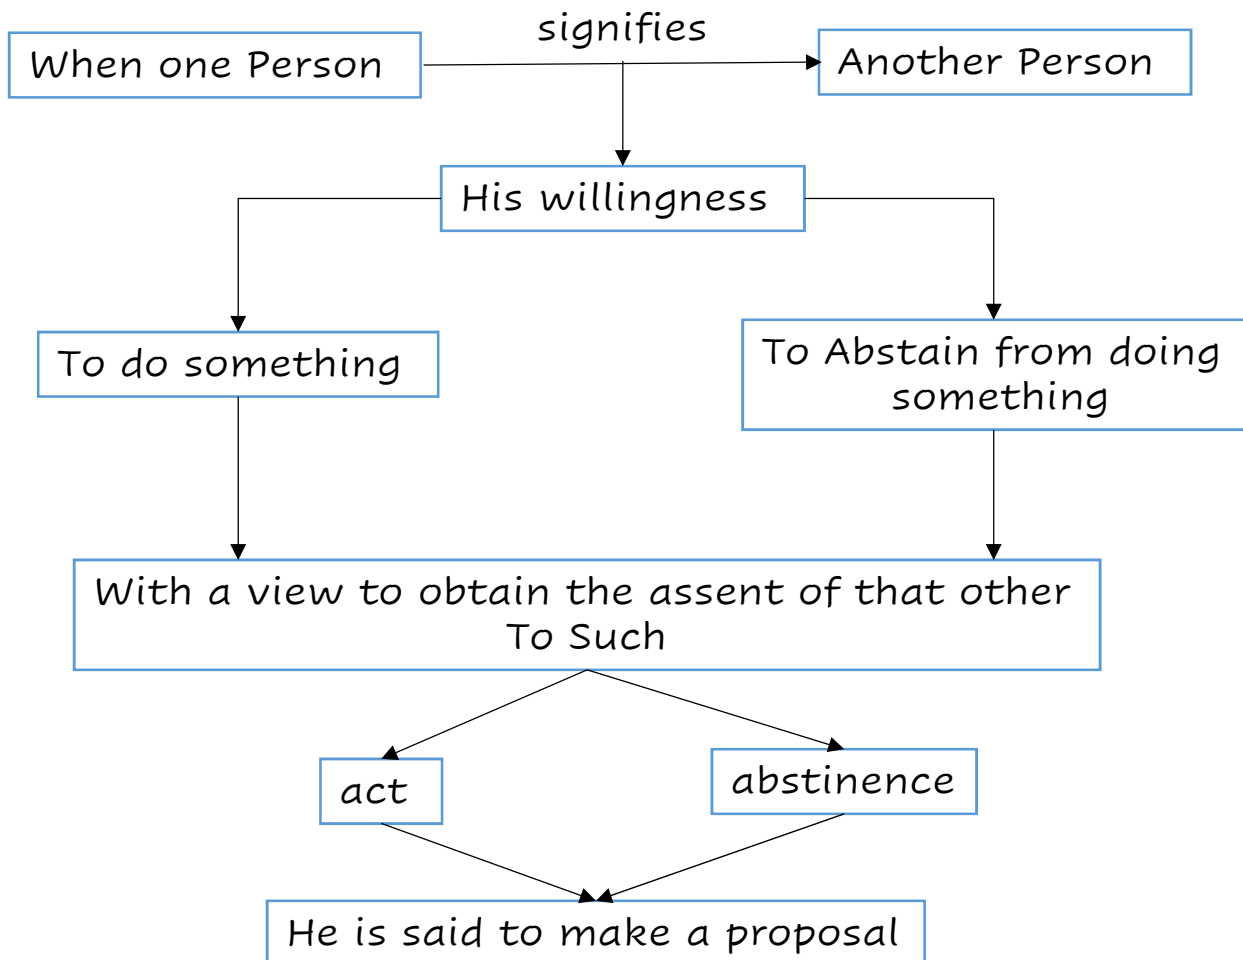 signifies
When one Person
Another Person
His willingness
To do something
To Abstain from doing
something
With a view to obtain the assent of that other
To Such
act
abstinence
He is said to make a proposal